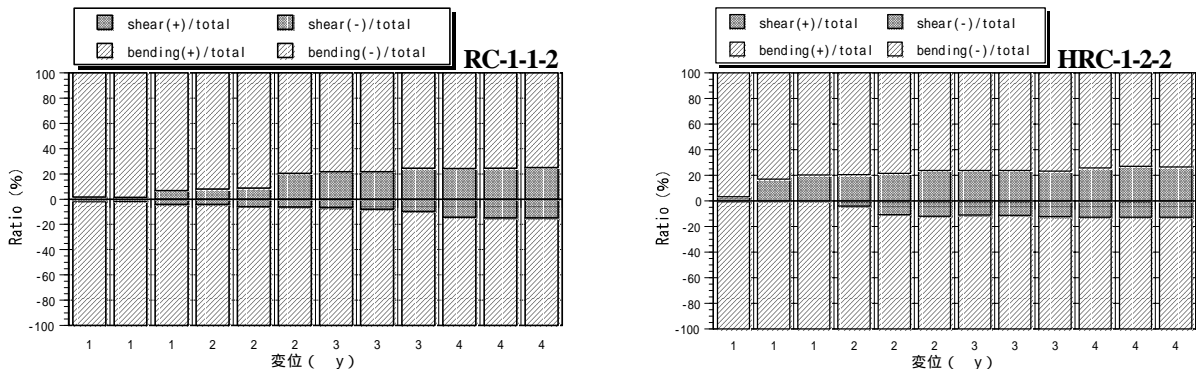 shear(+)/total
shear(-)/total
bending(+)/total
bending(-)/total
RC-1-1-2
100
80
60
40
20
0
-20
-40
-60
-80
-100
Ratio (%)
1 1 1 2 2 2 3 3 3 4 4 4
変位( y)
shear(+)/total
shear(-)/total
bending(+)/total
bending(-)/total
HRC-1-2-2
100
80
60
40
20
0
-20
-40
-60
-80
-100
Ratio (%)
1 1 1 2 2 2 3 3 3 4 4 4
変位( y)